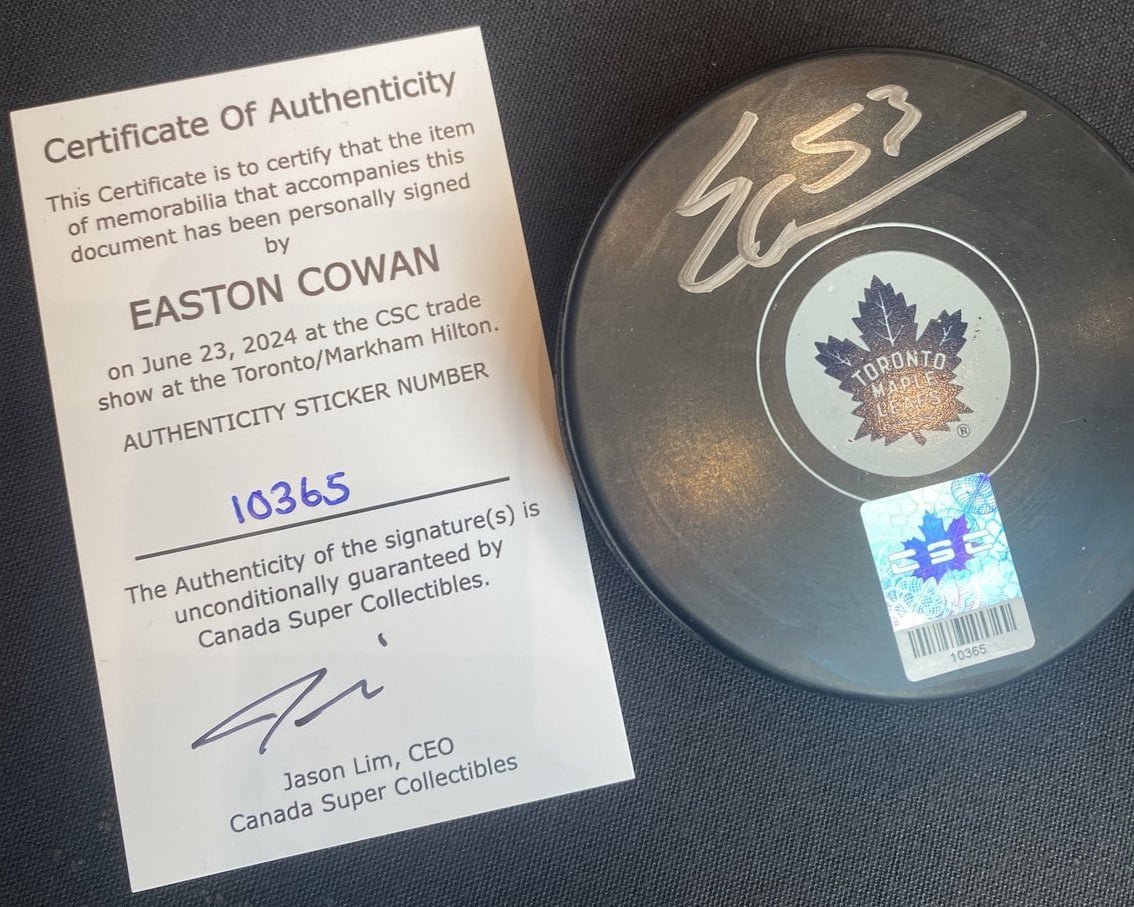 Certificate Of Authenticity
This Certificate is to certify that the item
of memorabilia that accompanies this
document has been personally signed
by
EASTON COWAN
on June 23, 2024 at the CSC trade
show at the Toronto/Markham Hilton.
AUTHENTICITY STICKER NUMBER
10365
The Authenticity of the signature(s) is
unconditionally guaranteed by
Canada Super Collectibles.
Jason Lim, CEO
Canada Super Collectibles
53
TORONTO
MAPLE
LEAFS
®
CSC
10365